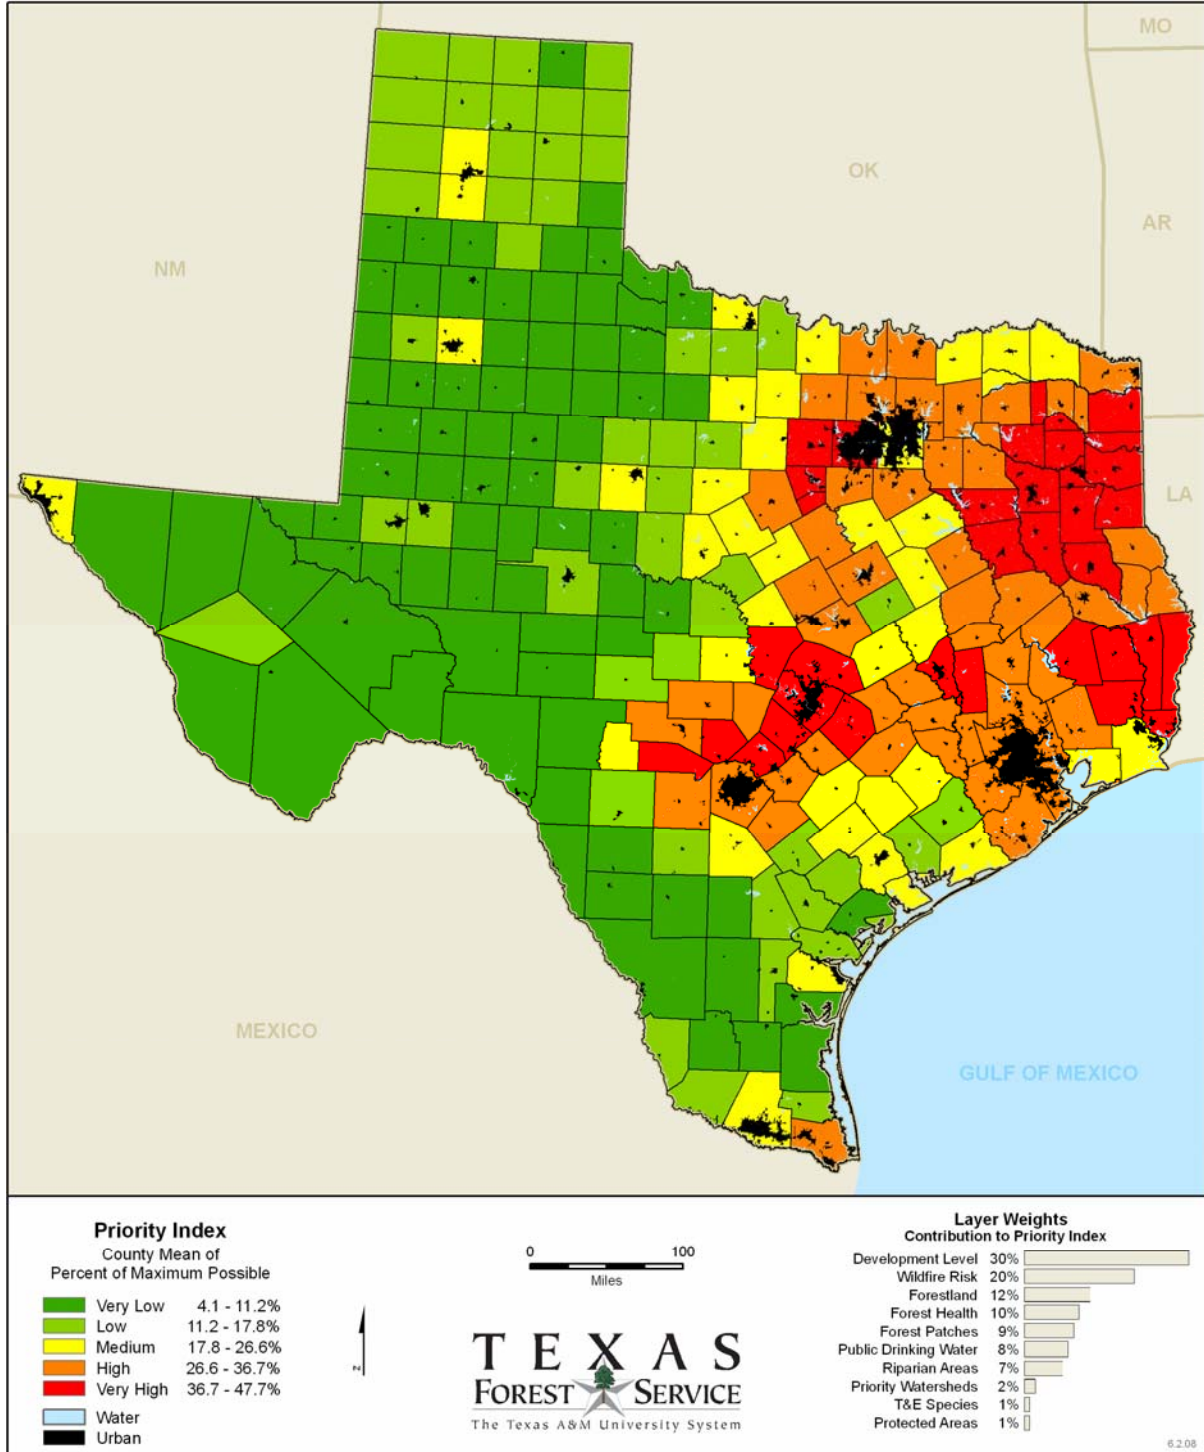 MO
OK
AR
NM
LA
MEXICO
GULF OF MEXICO
Priority Index
County Mean of
Percent of Maximum Possible
Very Low 4.1 - 11.2%
Low 11.2 - 17.8%
Medium 17.8 - 26.6%
High 26.6 - 36.7%
Very High 36.7 - 47.7%
Water
Urban
0 100
Miles
N
TEXAS
FOREST SERVICE
The Texas A&M University System
Layer Weights
Contribution to Priority Index
Development Level 30%
Wildfire Risk 20%
Forestland 12%
Forest Health 10%
Forest Patches 9%
Public Drinking Water 8%
Riparian Areas 7%
Priority Watersheds 2%
T&E Species 1%
Protected Areas 1%
6.2.08